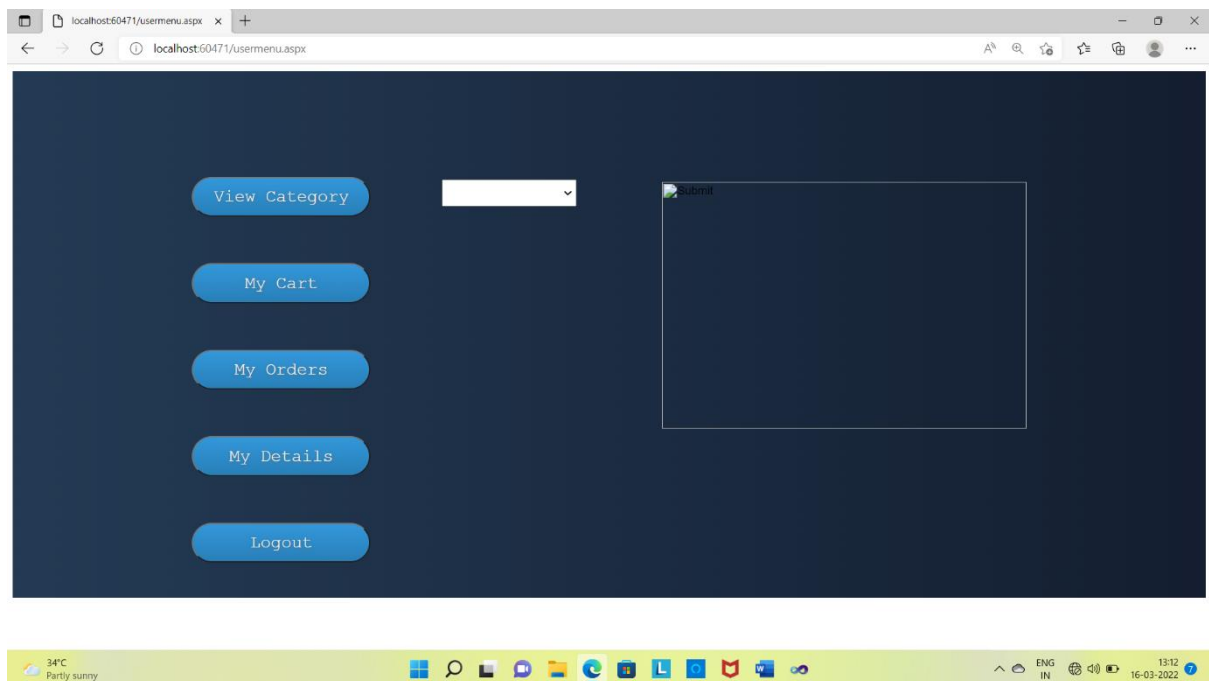 localhost:60471/usermenu.aspx
localhost:60471/usermenu.aspx
View Category
Submit
My Cart
My Orders
My Details
Logout
34°C
Partly sunny
ENG
IN
13:12
16-03-2022
7